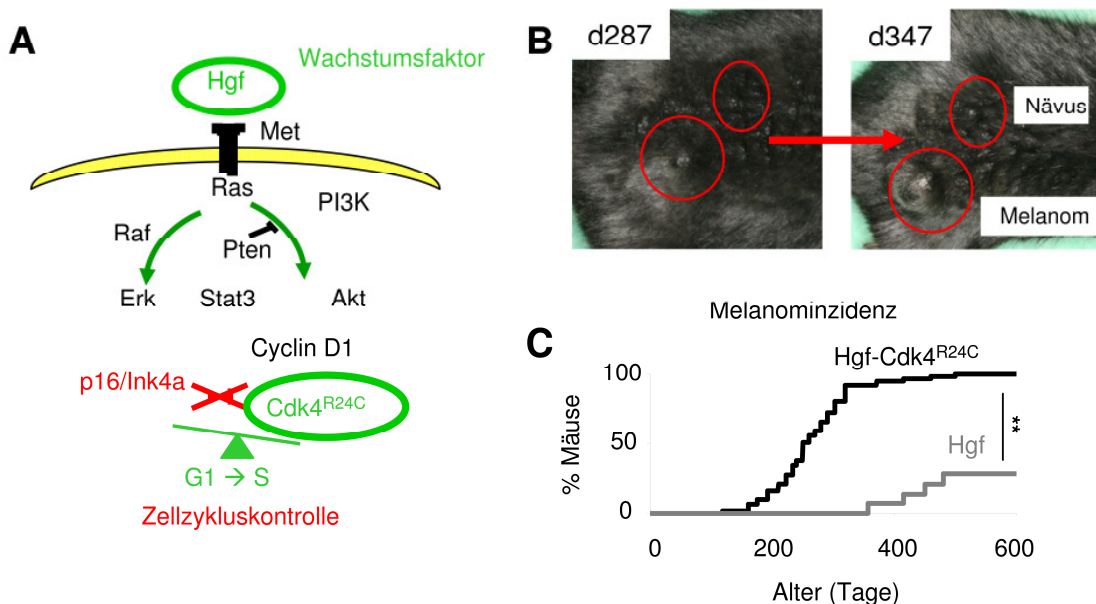 A
Wachstumsfaktor
Hgf
Met
Ras
PI3K
Raf
Pten
Erk Stat3 Akt
Cyclin D1
p16/Ink4a
Cdk4R24C
G1 → S
Zellzykluskontrolle
B
d287
d347
Nävus
Melanom
Melanominzidenz
C
Hgf-Cdk4R24C
100
50
0
% Mäuse
**
Hgf
0 200 400 600
Alter (Tage)